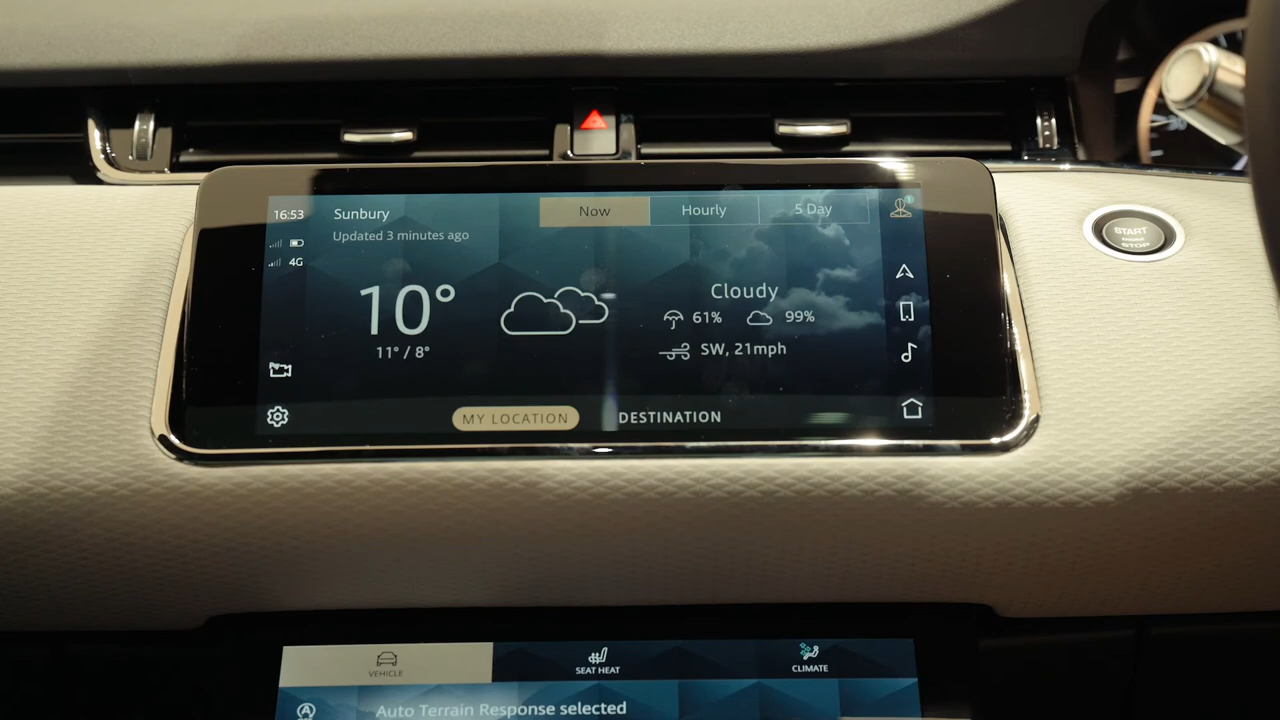 16:53
Sunbury
Now
Hourly
5 Day
Updated 3 minutes ago
4G
10°
11° / 8°
Cloudy
61%
99%
SW, 21mph
MY LOCATION
DESTINATION
START
ENGINE
STOP
VEHICLE
SEAT HEAT
CLIMATE
Auto Terrain Response selected